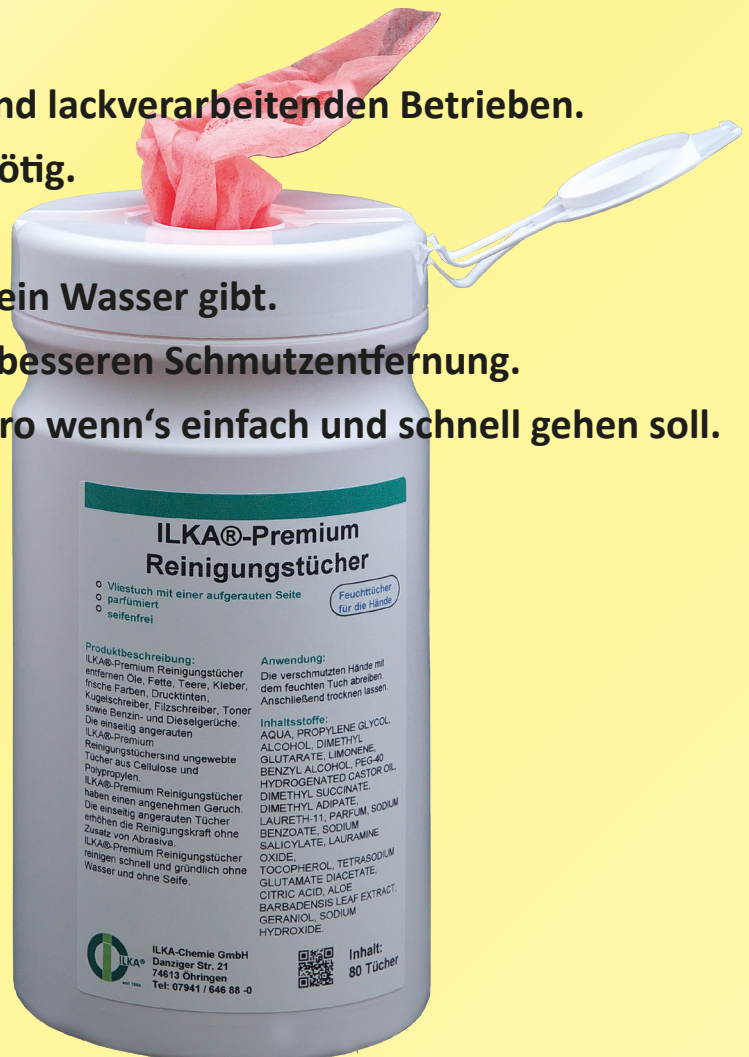 nd lackverarbeitenden Betrieben.
ötig.
ein Wasser gibt.
besseren Schmutzentfernung.
ro wenn‘s einfach und schnell gehen soll.
ILKA®-Premium
Reinigungstücher
Vliestuch mit einer aufgerauten Seite
parfümiert
seifenfrei
Feuchttücher
für die Hände
Produktbeschreibung:
ILKA®-Premium Reinigungstücher
entfernen Öle, Fette, Teere, Kleber,
frische Farben, Drucktinten,
Kugelschreiber, Filzschreiber, Toner
sowie Benzin- und Dieselgerüche.
Die einseitig angerauten
ILKA®-Premium
Reinigungstüchersind ungewebte
Tücher aus Cellulose und
Polypropylen.
ILKA®-Premium Reinigungstücher
haben einen angenehmen Geruch.
Die einseitig angerauten Tücher
erhöhen die Reinigungskraft ohne
Zusatz von Abrasiva.
ILKA®-Premium Reinigungstücher
reinigen schnell und gründlich ohne
Wasser und ohne Seife.
Anwendung:
Die verschmutzten Hände mit
dem feuchten Tuch abreiben.
Anschließend trocknen lassen.
Inhaltsstoffe:
AQUA, PROPYLENE GLYCOL,
ALCOHOL, DIMETHYL
GLUTARATE, LIMONENE,
BENZYL ALCOHOL, PEG-40
HYDROGENATED CASTOR OIL,
DIMETHYL SUCCINATE,
DIMETHYL ADIPATE,
LAURETH-11, PARFUM, SODIUM
BENZOATE, SODIUM
SALICYLATE, LAURAMINE
OXIDE,
TOCOPHEROL, TETRASODIUM
GLUTAMATE DIACETATE,
CITRIC ACID, ALOE
BARBADENSIS LEAF EXTRACT,
GERANIOL, SODIUM
HYDROXIDE.
ILKA®
ILKA-Chemie GmbH
Danziger Str. 21
74613 Öhringen
Tel: 07941 / 646 88 -0
Inhalt:
80 Tücher